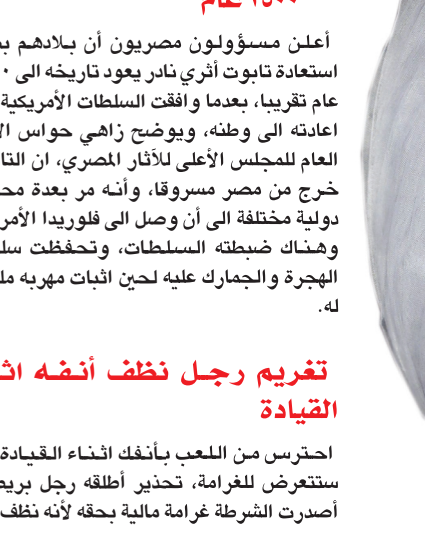 عام
أعلن مسؤولون مصريون أن بلادهم
استعادة تابوت أثري نادر يعود تاريخه الى
عام تقريبا، بعدما وافقت السلطات الأمريكية
اعادته الى وطنه، ويوضح زاهي حواس
العام للمجلس الأعلى للآثار المصري، ان
خرج من مصر مسروقا، وأنه مر بعدة
دولية مختلفة الى أن وصل الى فلوريدا
وهناك ضبطته السلطات، وتحفظت
الهجرة والجمارك عليه لحين اثبات مهربه
له.
تغريم رجل نظف أنفه
القيادة
احترس من اللعب بأنفك اثناء القيادة
ستتعرض للغرامة، تحذير أطلقه رجل
أصدرت الشرطة غرامة مالية بحقه لأنه نظف